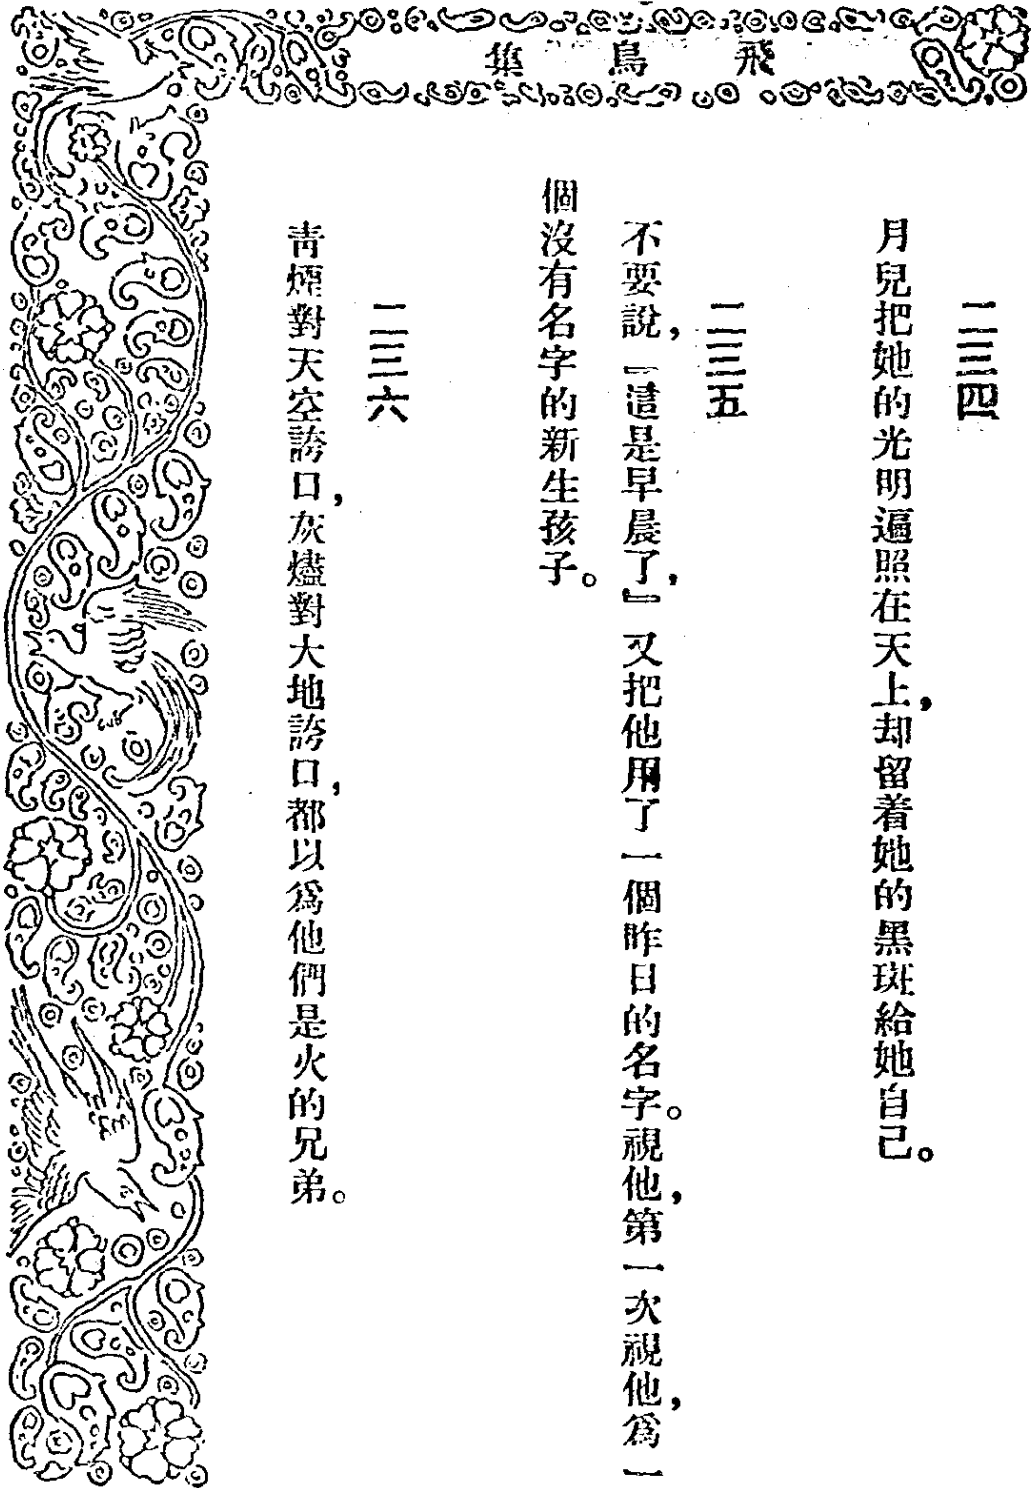 飛鳥集
二三四
月兒把她的光明遍照在天上,却留着她的黑斑給她自己。
二三五
不要說,『這是早晨了,』又把他用了一個昨日的名字。視他,第一次視他,爲一
個沒有名字的新生孩子。
二三六
靑煙對天空誇口,灰燼對大地誇口,都以爲他們是火的兄弟。